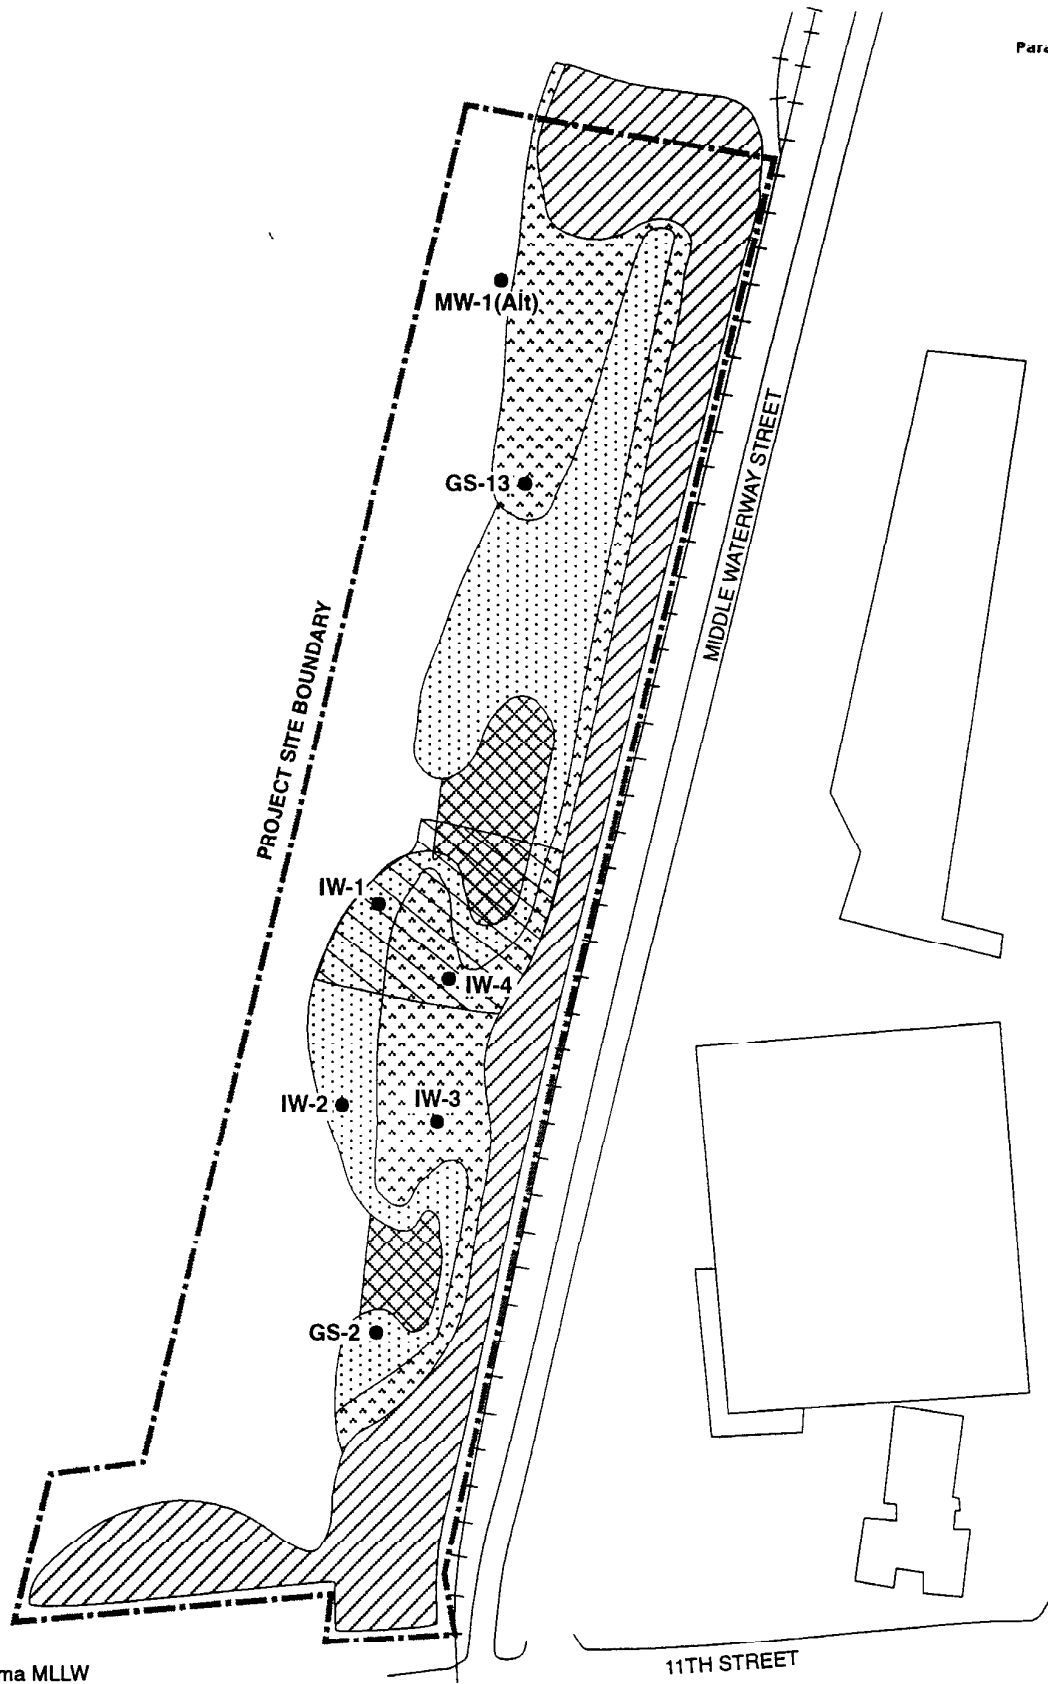 Para
MW-1(Alt)
GS-13
MIDDLE WATERWAY STREET
PROJECT SITE BOUNDARY
IW-1
IW-4
IW-2
IW-3
GS-2
11TH STREET
ma MLLW